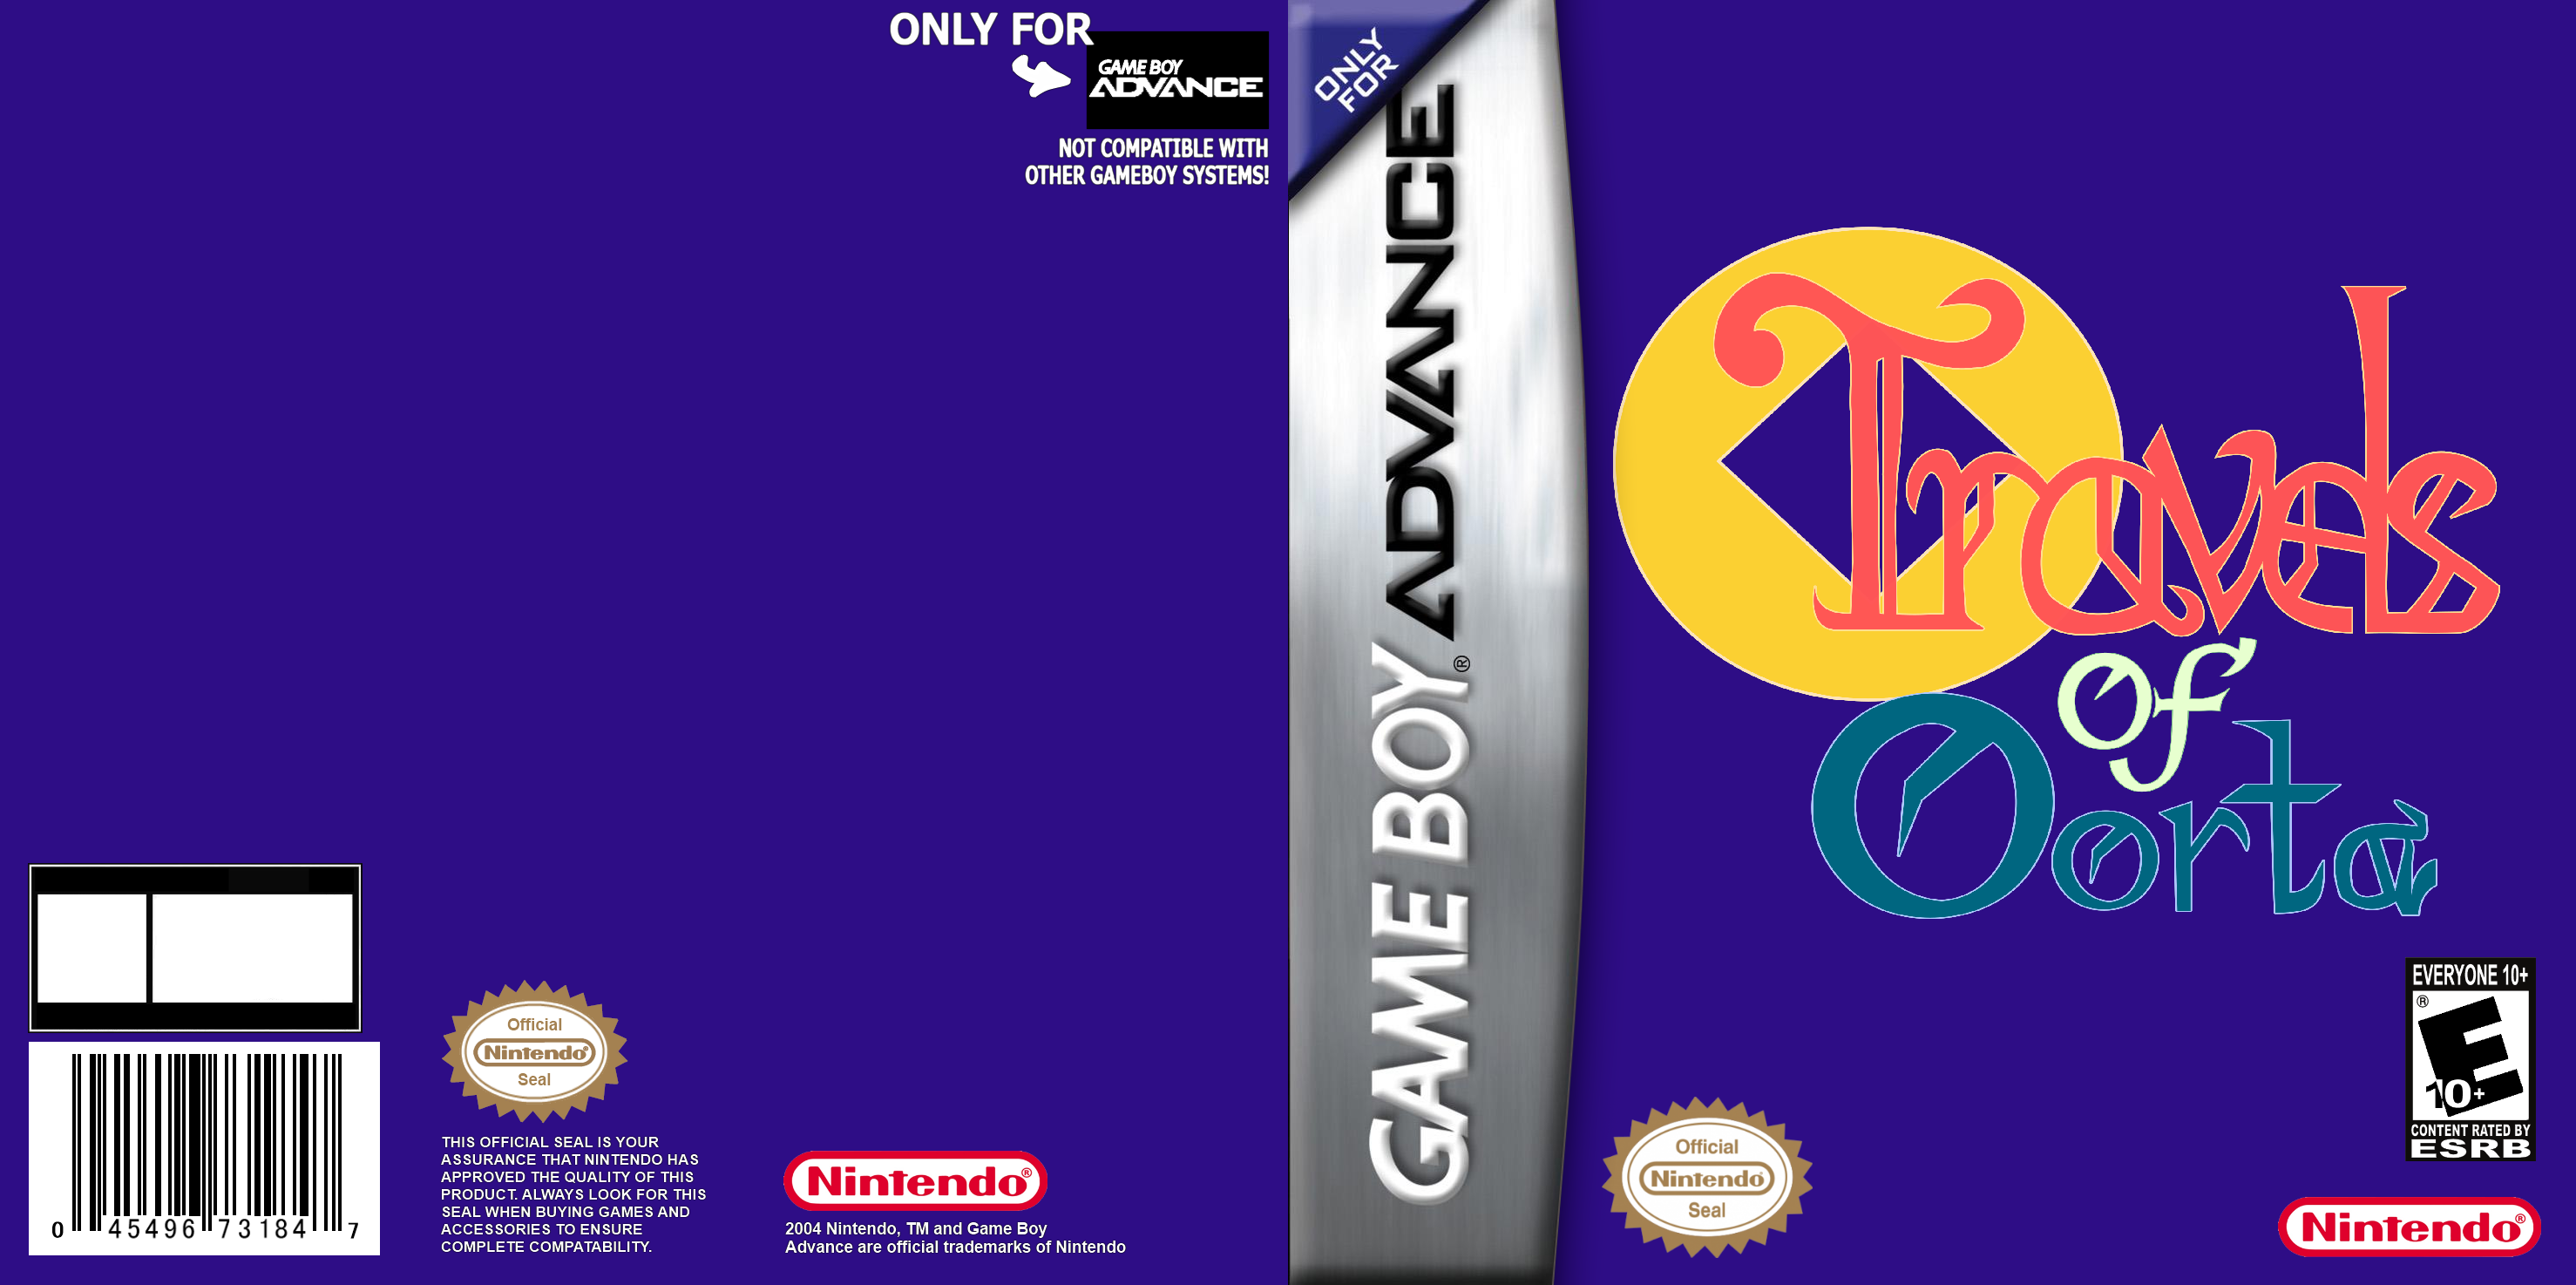 ONLY FOR
GAME BOY
ADVANCE
NOT COMPATIBLE WITH
OTHER GAMEBOY SYSTEMS!
Official
Nintendo®
Seal
THIS OFFICIAL SEAL IS YOUR
ASSURANCE THAT NINTENDO HAS
APPROVED THE QUALITY OF THIS
PRODUCT. ALWAYS LOOK FOR THIS
SEAL WHEN BUYING GAMES AND
ACCESSORIES TO ENSURE
COMPLETE COMPATABILITY.
0 45496 73184 7
Nintendo®
2004 Nintendo, TM and Game Boy
Advance are official trademarks of Nintendo
ONLY
FOR
GAME BOY ADVANCE®
Travels
of
Oorta
EVERYONE 10+
®
E
10+
CONTENT RATED BY
ESRB
Official
Nintendo®
Seal
Nintendo®